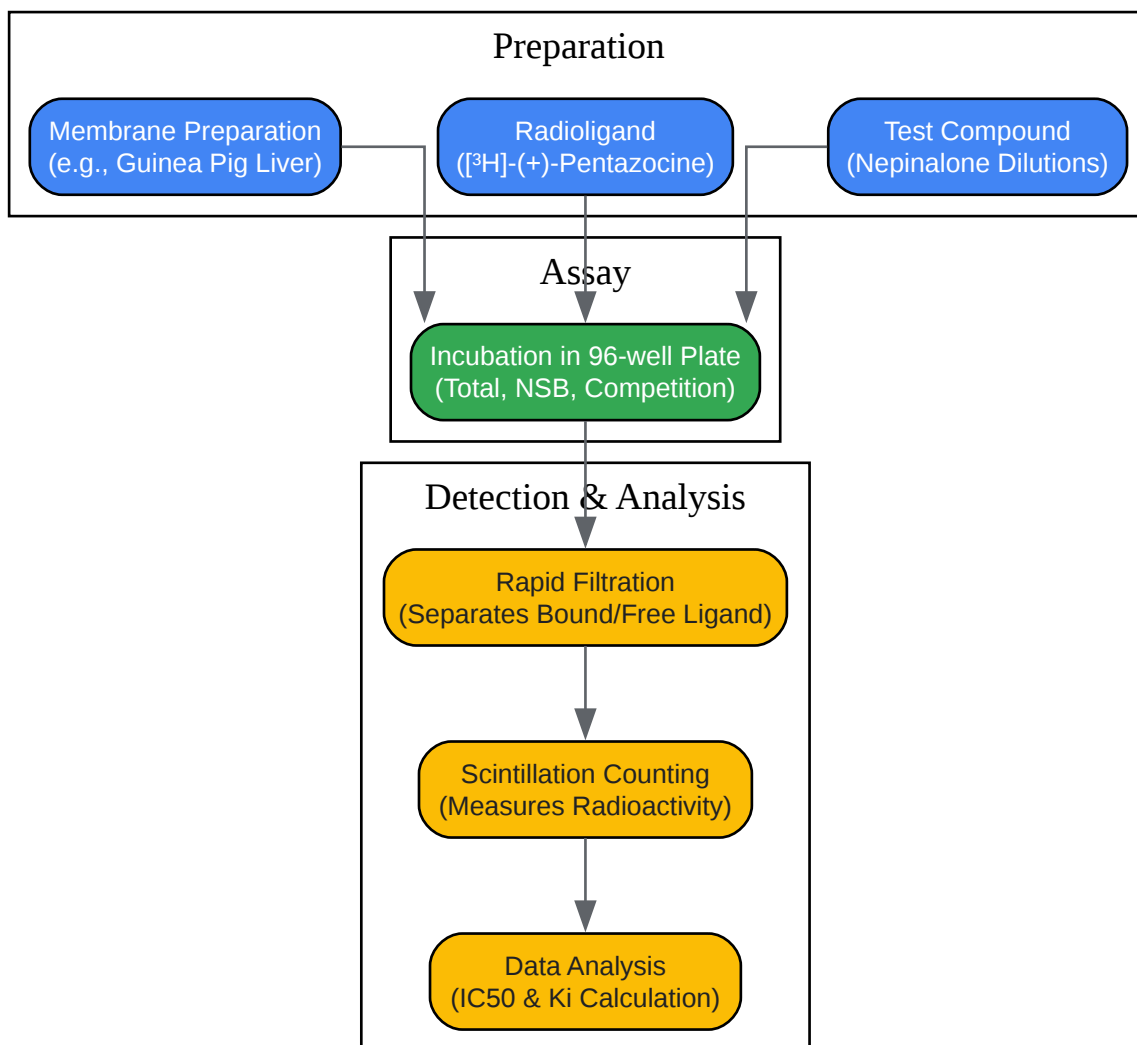 Preparation
Membrane Preparation
(e.g., Guinea Pig Liver)
Radioligand
([³H]-(+)-Pentazocine)
Test Compound
(Nepinalone Dilutions)
Assay
Incubation in 96-well Plate
(Total, NSB, Competition)
Detection & Analysis
Rapid Filtration
(Separates Bound/Free Ligand)
Scintillation Counting
(Measures Radioactivity)
Data Analysis
(IC50 & Ki Calculation)